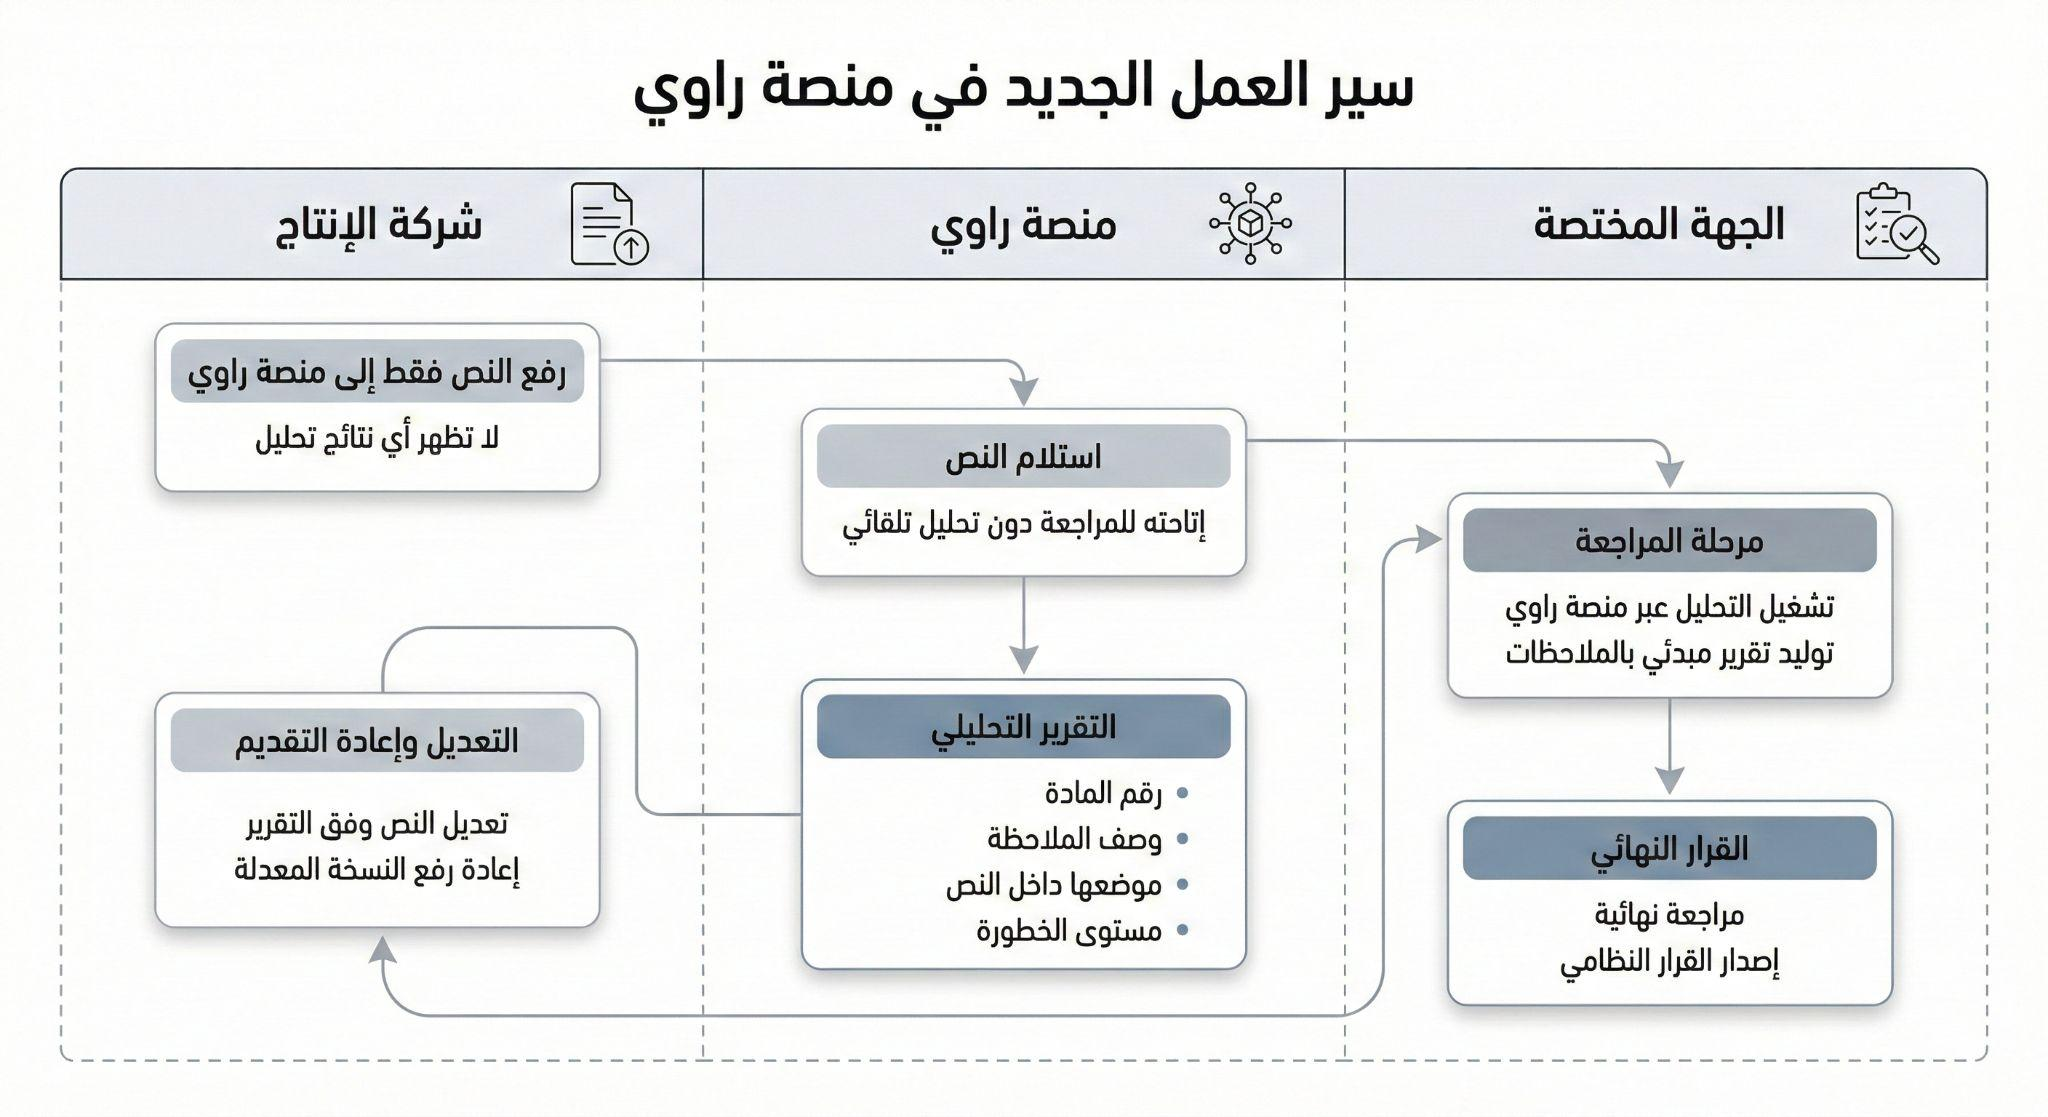 سير العمل الجديد في منصة راوي
الجهة المختصة
منصة راوي
شركة الإنتاج
رفع النص فقط إلى منصة راوي
لا تظهر أي نتائج تحليل
استلام النص
إتاحته للمراجعة دون تحليل تلقائي
مرحلة المراجعة
تشغيل التحليل عبر منصة راوي
توليد تقرير مبدئي بالملاحظات
التقرير التحليلي
• رقم المادة
• وصف الملاحظة
• موضعها داخل النص
• مستوى الخطورة
التعديل وإعادة التقديم
تعديل النص وفق التقرير
إعادة رفع النسخة المعدلة
القرار النهائي
مراجعة نهائية
إصدار القرار النظامي